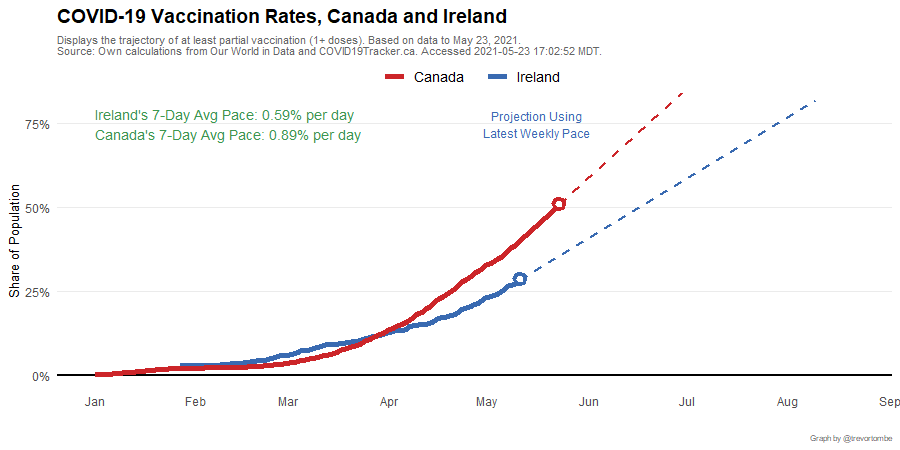 COVID-19 Vaccination Rates, Canada and Ireland
Displays the trajectory of at least partial vaccination (1+ doses). Based on data to May 23, 2021.
Source: Own calculations from Our World in Data and COVID19Tracker.ca. Accessed 2021-05-23 17:02:52 MDT.
Canada Ireland
Ireland's 7-Day Avg Pace: 0.59% per day
Canada's 7-Day Avg Pace: 0.89% per day
Projection Using
Latest Weekly Pace
Share of Population
75%
50%
25%
0%
Jan Feb Mar Apr May Jun Jul Aug Sep
Graph by @trevortombe